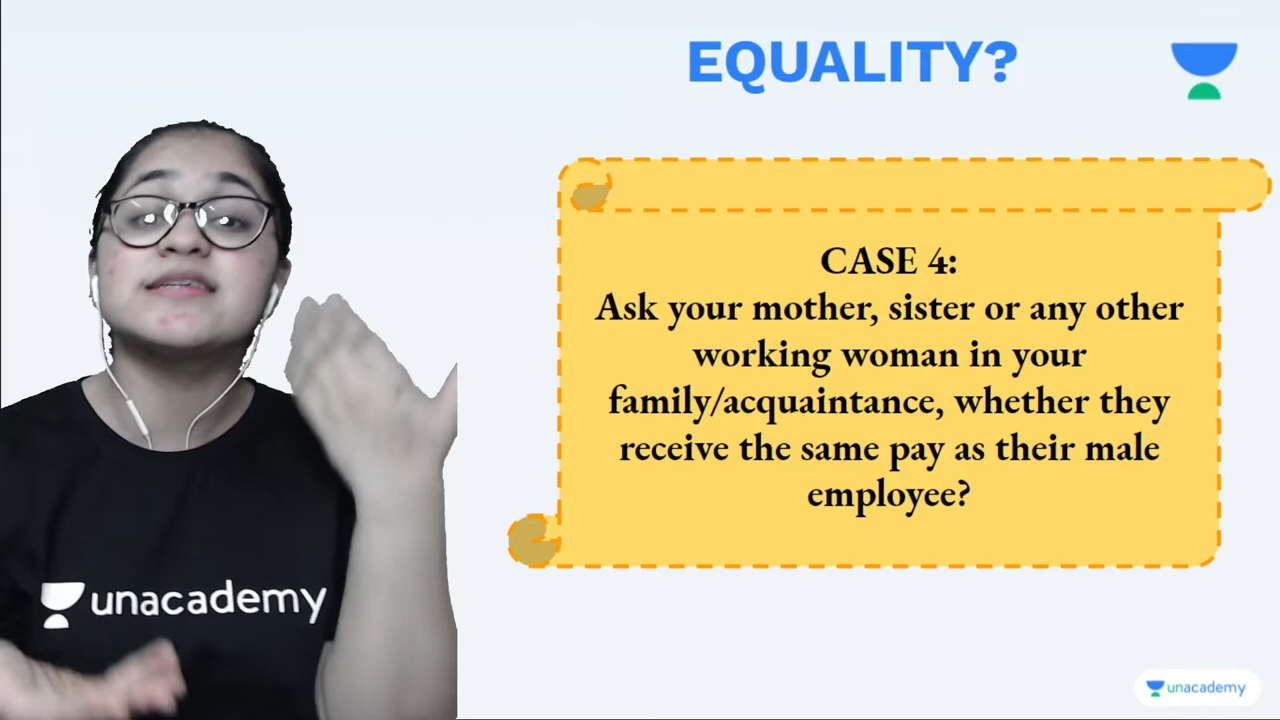 EQUALITY?
CASE 4:
Ask your mother, sister or any other
working woman in your
family/acquaintance, whether they
receive the same pay as their male
employee?
unacademy
unacademy